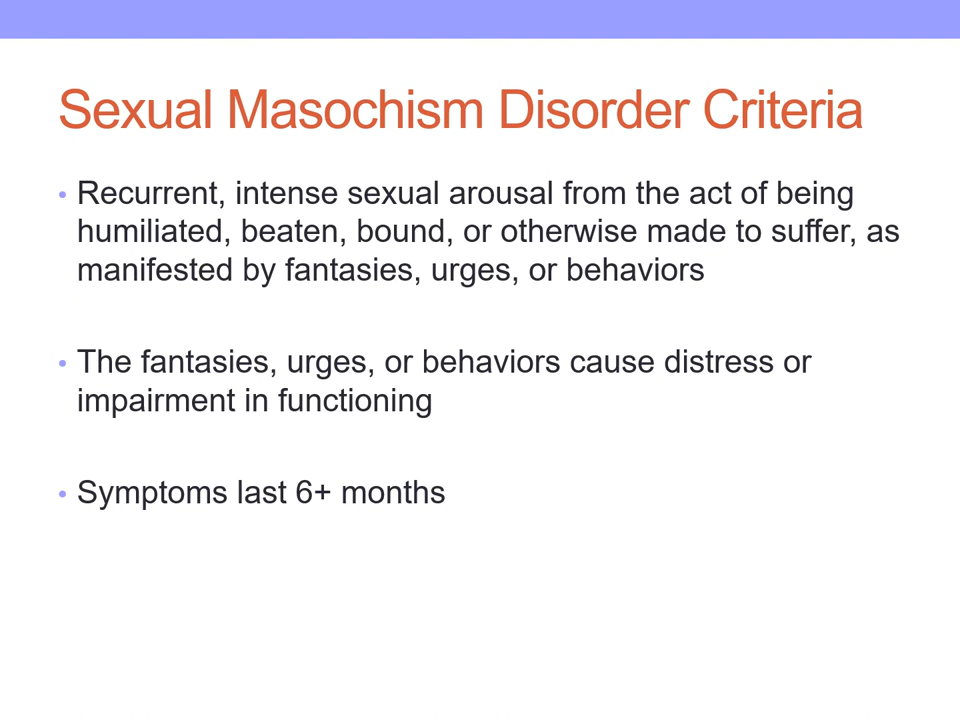 Sexual Masochism Disorder Criteria
• Recurrent, intense sexual arousal from the act of being
humiliated, beaten, bound, or otherwise made to suffer, as
manifested by fantasies, urges, or behaviors
• The fantasies, urges, or behaviors cause distress or
impairment in functioning
• Symptoms last 6+ months